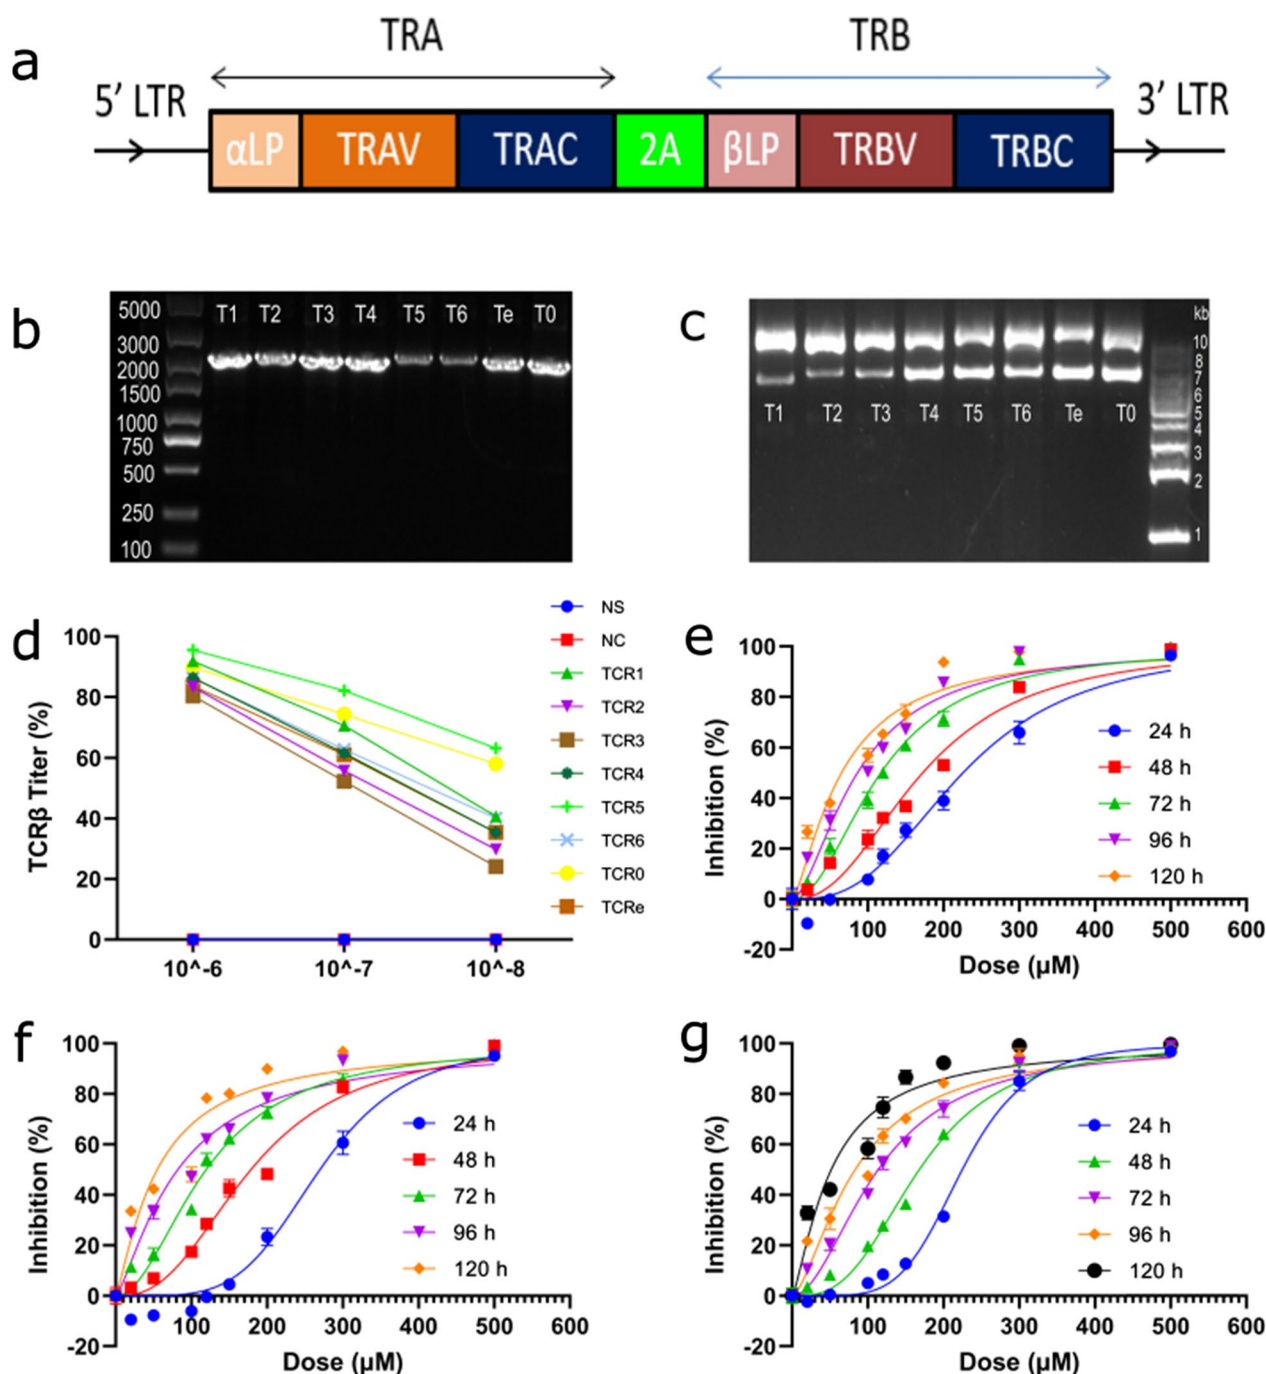 a
TRA TRB
5’ LTR 3’ LTR
αLP TRAV TRAC 2A βLP TRBV TRBC
b
5000
3000
2000
1500
1000
750
500
250
100
T1 T2 T3 T4 T5 T6 Te T0
c
T1 T2 T3 T4 T5 T6 Te T0
kb
10
8
7
6
5
4
3
2
1
d
TCRβ Titer (%)
100
80
60
40
20
0
10^-6 10^-7 10^-8
NS
NC
TCR1
TCR2
TCR3
TCR4
TCR5
TCR6
TCR0
TCRe
e
Inhibition (%)
100
80
60
40
20
0
-20
100 200 300 400 500 600
Dose (µM)
24 h
48 h
72 h
96 h
120 h
f
Inhibition (%)
100
80
60
40
20
0
-20
100 200 300 400 500 600
Dose (µM)
24 h
48 h
72 h
96 h
120 h
g
Inhibition (%)
100
80
60
40
20
0
-20
100 200 300 400 500 600
Dose (µM)
24 h
48 h
72 h
96 h
120 h